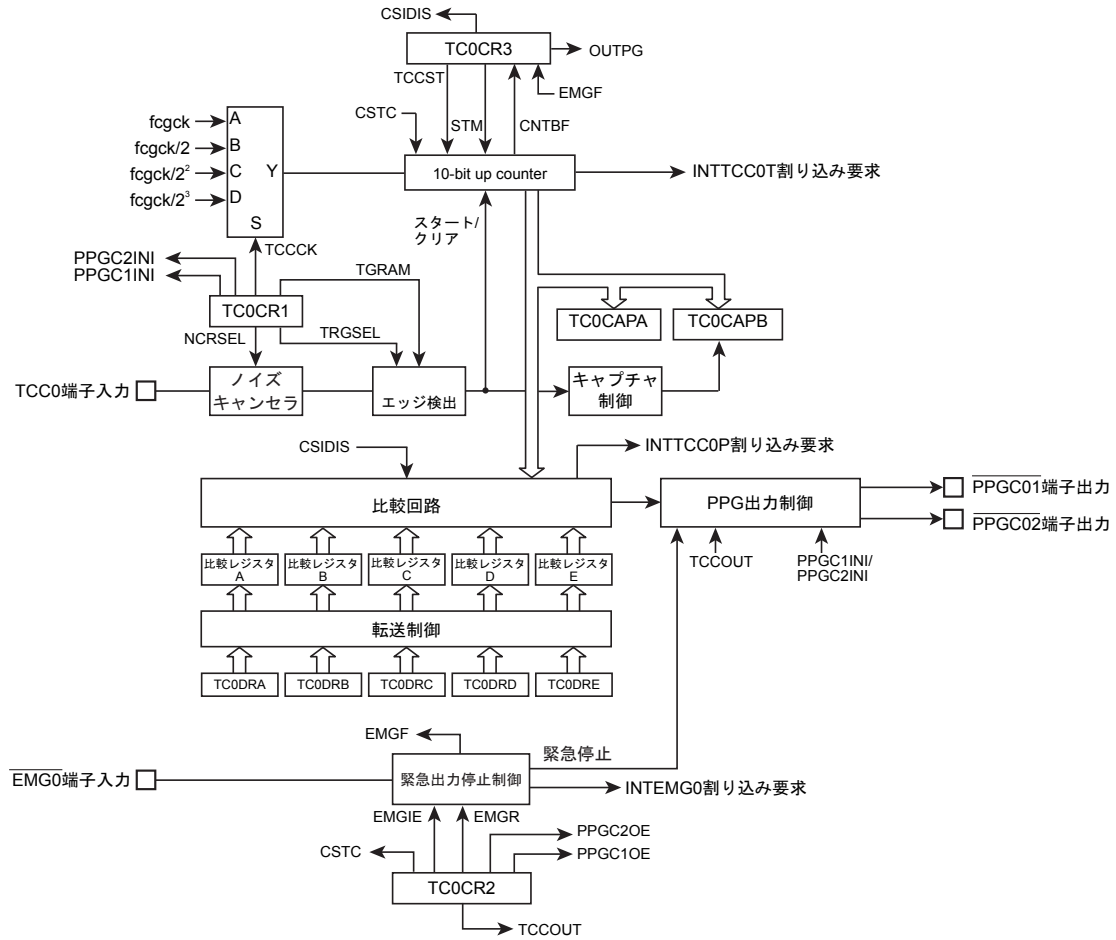 CSIDIS
TC0CR3
OUTPG
TCCST
EMGF
CSTC
STM
CNTBF
fcgck
A
fcgck/2
B
fcgck/2²
C
Y
fcgck/2³
D
S
10-bit up counter
INTTCC0T割り込み要求
スタート/
クリア
TCCCK
PPGC2INI
PPGC1INI
TGRAM
TC0CR1
TC0CAPA
TC0CAPB
NCRSEL
TRGSEL
TCC0端子入力
ノイズ
キャンセラ
エッジ検出
キャプチャ
制御
CSIDIS
INTTCC0P割り込み要求
比較回路
PPG出力制御
PPGC01端子出力
PPGC02端子出力
TCCOUT
PPGC1INI/
PPGC2INI
比較レジスタ
A
比較レジスタ
B
比較レジスタ
C
比較レジスタ
D
比較レジスタ
E
転送制御
TC0DRA
TC0DRB
TC0DRC
TC0DRD
TC0DRE
EMGF
緊急停止
EMG0端子入力
緊急出力停止制御
INTEMG0割り込み要求
EMGIE
EMGR
PPGC2OE
CSTC
PPGC1OE
TC0CR2
TCCOUT